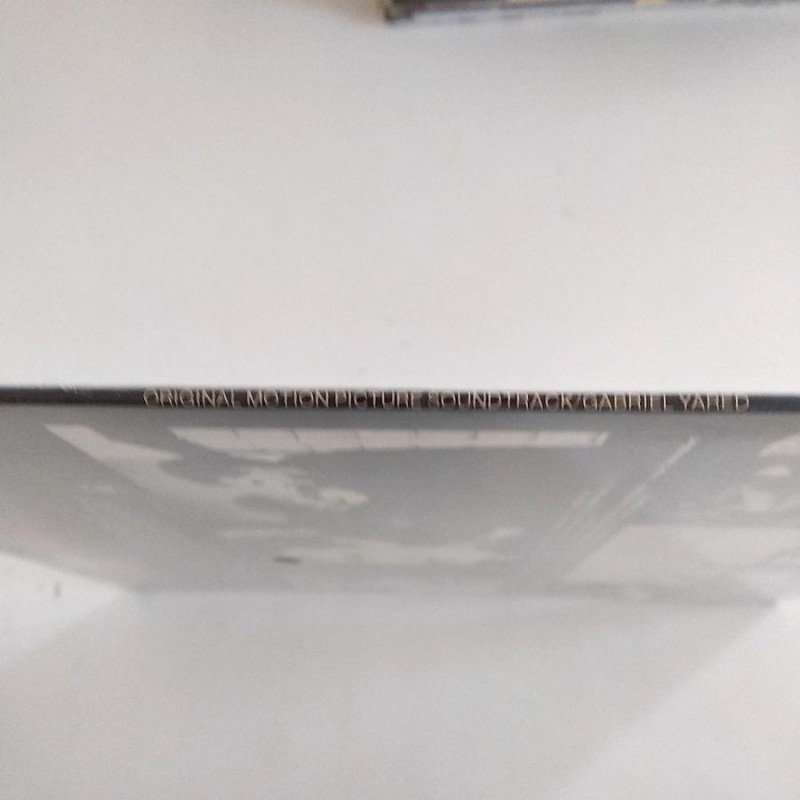 ORIGINAL MOTION PICTURE SOUNDTRACK/GABRIEL YARED